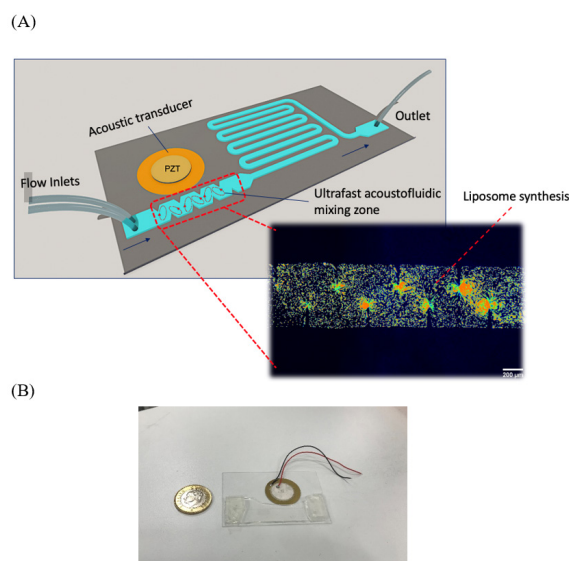 (A)
Acoustic transducer
PZT
Outlet
Flow Inlets
Ultrafast acoustofluidic
mixing zone
Liposome synthesis
200 μm
(B)